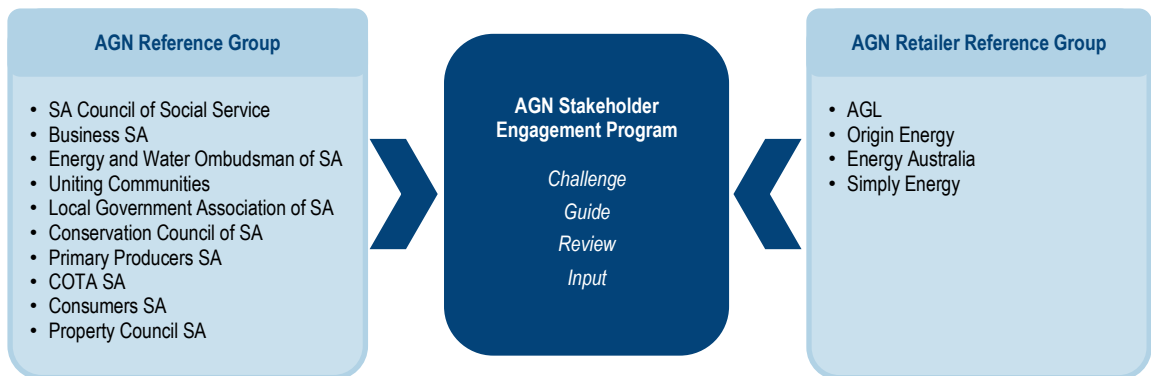 AGN Reference Group
• SA Council of Social Service
• Business SA
• Energy and Water Ombudsman of SA
• Uniting Communities
• Local Government Association of SA
• Conservation Council of SA
• Primary Producers SA
• COTA SA
• Consumers SA
• Property Council SA
AGN Stakeholder
Engagement Program
Challenge
Guide
Review
Input
AGN Retailer Reference Group
• AGL
• Origin Energy
• Energy Australia
• Simply Energy